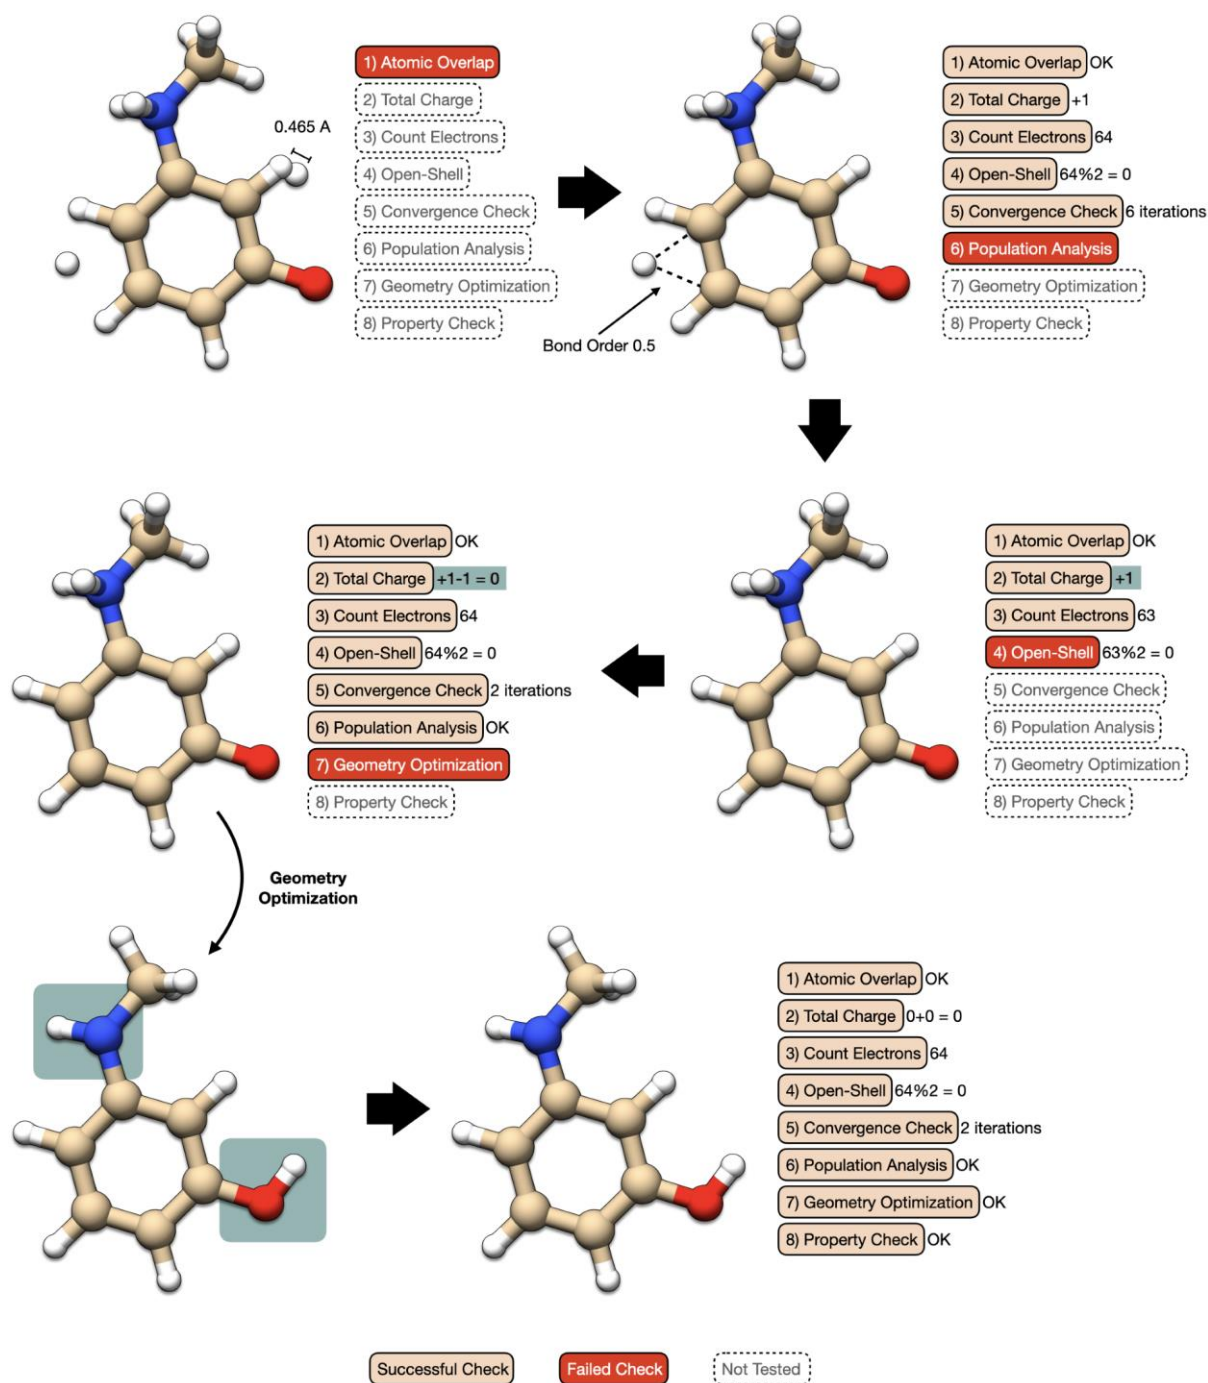 1) Atomic Overlap
2) Total Charge
3) Count Electrons
4) Open-Shell
5) Convergence Check
6) Population Analysis
7) Geometry Optimization
8) Property Check
0.465 A
1) Atomic Overlap OK
2) Total Charge +1
3) Count Electrons 64
4) Open-Shell 64%2 = 0
5) Convergence Check 6 iterations
6) Population Analysis
7) Geometry Optimization
8) Property Check
Bond Order 0.5
1) Atomic Overlap OK
2) Total Charge +1-1 = 0
3) Count Electrons 64
4) Open-Shell 64%2 = 0
5) Convergence Check 2 iterations
6) Population Analysis OK
7) Geometry Optimization
8) Property Check
1) Atomic Overlap OK
2) Total Charge +1
3) Count Electrons 63
4) Open-Shell 63%2 = 0
5) Convergence Check
6) Population Analysis
7) Geometry Optimization
8) Property Check
Geometry
Optimization
1) Atomic Overlap OK
2) Total Charge 0+0 = 0
3) Count Electrons 64
4) Open-Shell 64%2 = 0
5) Convergence Check 2 iterations
6) Population Analysis OK
7) Geometry Optimization OK
8) Property Check OK
Successful Check
Failed Check
Not Tested